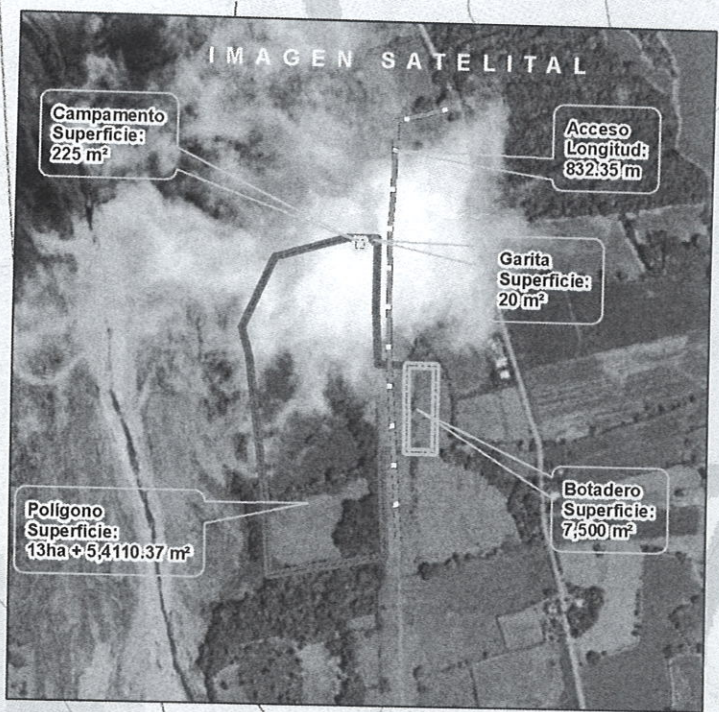 IMAGEN SATELITAL
Campamento
Superficie:
225 m²
Acceso
Longitud:
832.35 m
Garita
Superficie:
20 m²
Polígono
Superficie:
13ha + 5,4110.37 m²
Botadero
Superficie:
7,500 m²